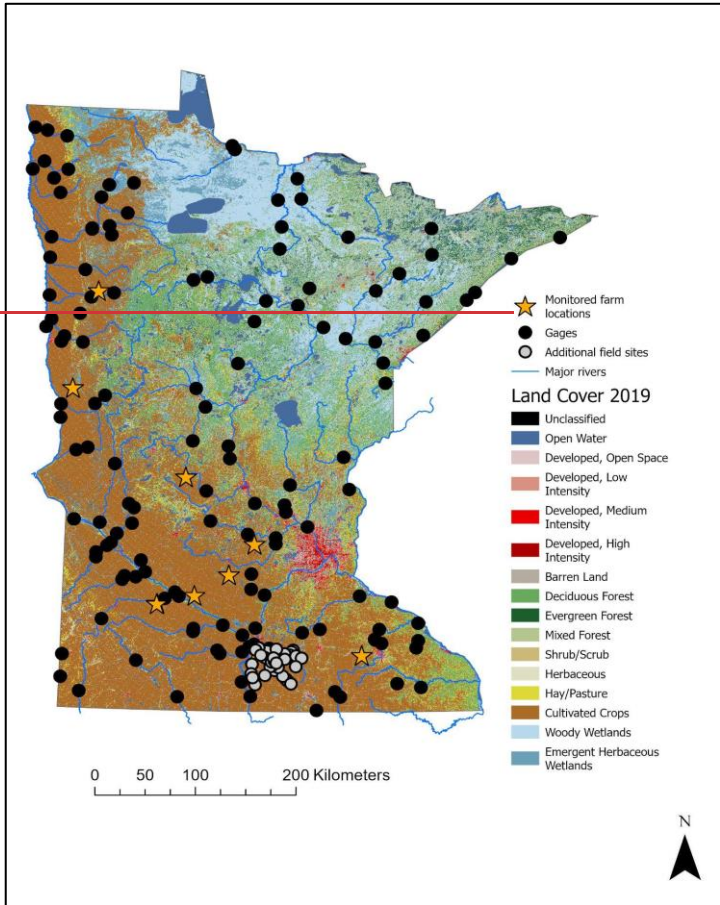 Monitored farm
locations
Gages
Additional field sites
Major rivers
Land Cover 2019
Unclassified
Open Water
Developed, Open Space
Developed, Low
Intensity
Developed, Medium
Intensity
Developed, High
Intensity
Barren Land
Deciduous Forest
Evergreen Forest
Mixed Forest
Shrub/Scrub
Herbaceous
Hay/Pasture
Cultivated Crops
Woody Wetlands
Emergent Herbaceous
Wetlands
0 50 100 200 Kilometers
N